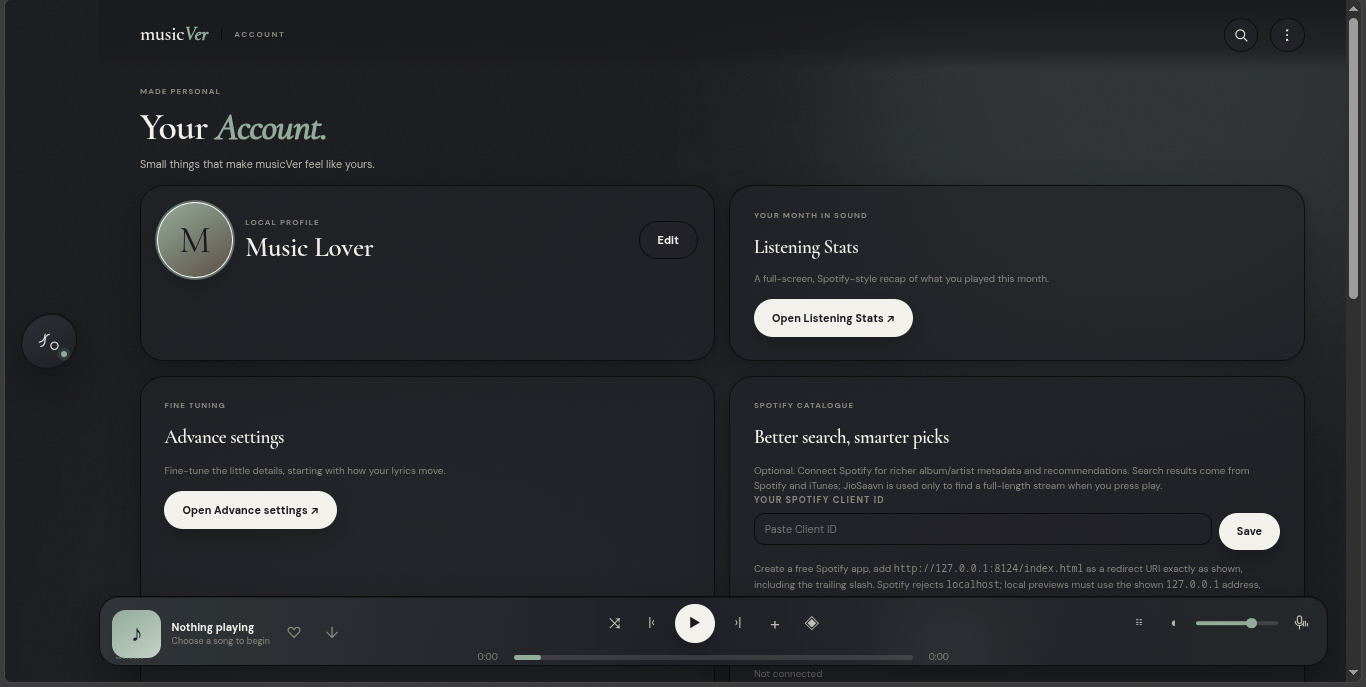 musicVer
ACCOUNT
MADE PERSONAL
Your Account.
Small things that make musicVer feel like yours.
M
LOCAL PROFILE
Music Lover
Edit
YOUR MONTH IN SOUND
Listening Stats
A full-screen, Spotify-style recap of what you played this month.
Open Listening Stats ↗
FINE TUNING
Advance settings
Fine-tune the little details, starting with how your lyrics move.
Open Advance settings ↗
SPOTIFY CATALOGUE
Better search, smarter picks
Optional. Connect Spotify for richer album/artist metadata and recommendations. Search results come from
Spotify and iTunes; JioSaavn is used only to find a full-length stream when you press play.
YOUR SPOTIFY CLIENT ID
Paste Client ID
Save
Create a free Spotify app, add http://127.0.0.1:8124/index.html as a redirect URI exactly as shown,
including the trailing slash. Spotify rejects localhost; local previews must use the shown 127.0.0.1 address,
Nothing playing
Choose a song to begin
0:00
0:00
Not connected